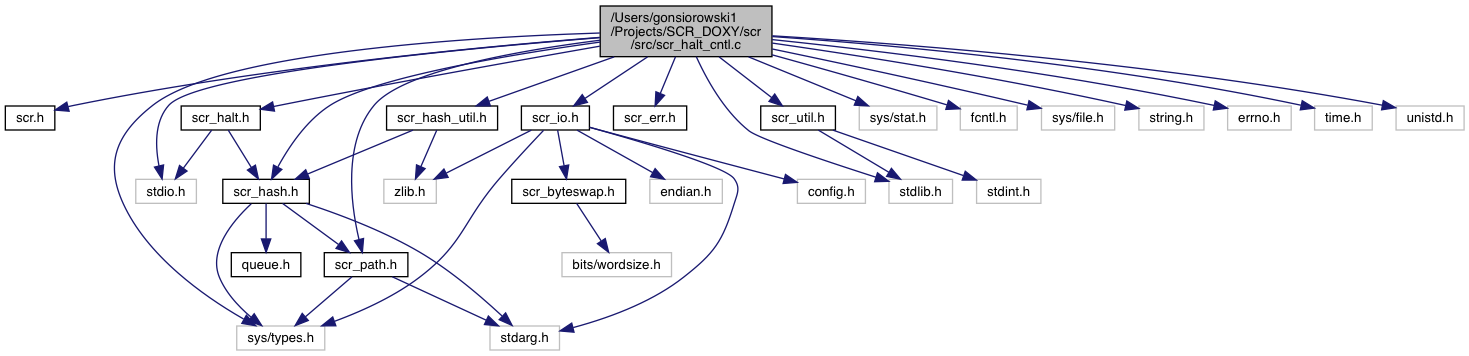 /Users/gonsiorowski1
/Projects/SCR_DOXY/scr
/src/scr_halt_cntl.c
scr.h
scr_halt.h
scr_hash_util.h
scr_io.h
scr_err.h
scr_util.h
sys/stat.h
fcntl.h
sys/file.h
string.h
errno.h
time.h
unistd.h
stdio.h
scr_hash.h
zlib.h
scr_byteswap.h
endian.h
config.h
stdlib.h
stdint.h
queue.h
scr_path.h
bits/wordsize.h
sys/types.h
stdarg.h